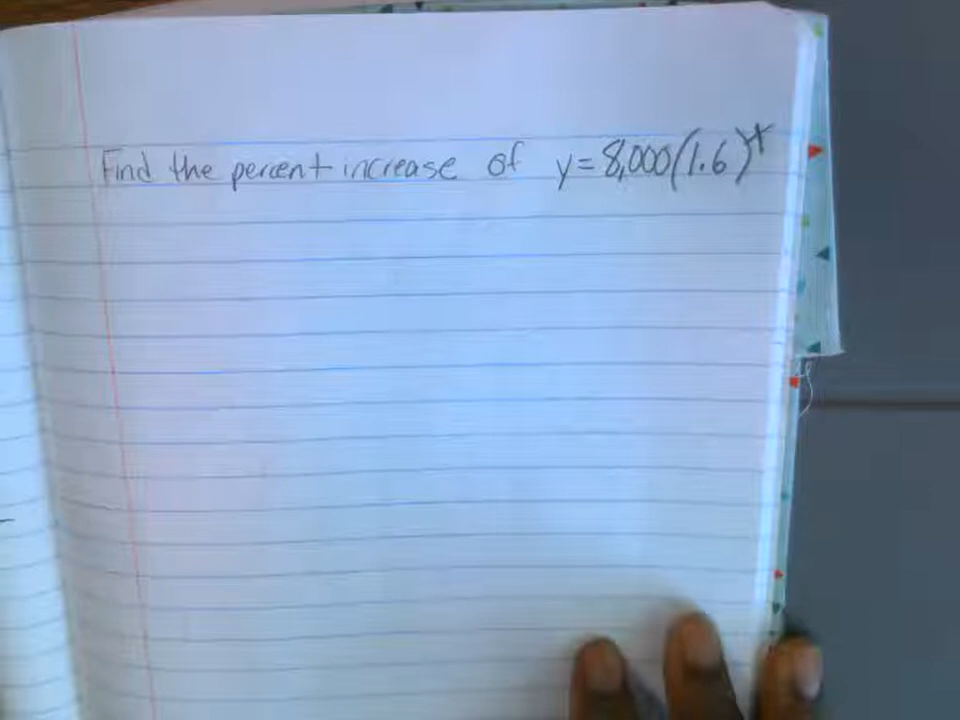 Find the percent increase of y=8,000(1.6)^x